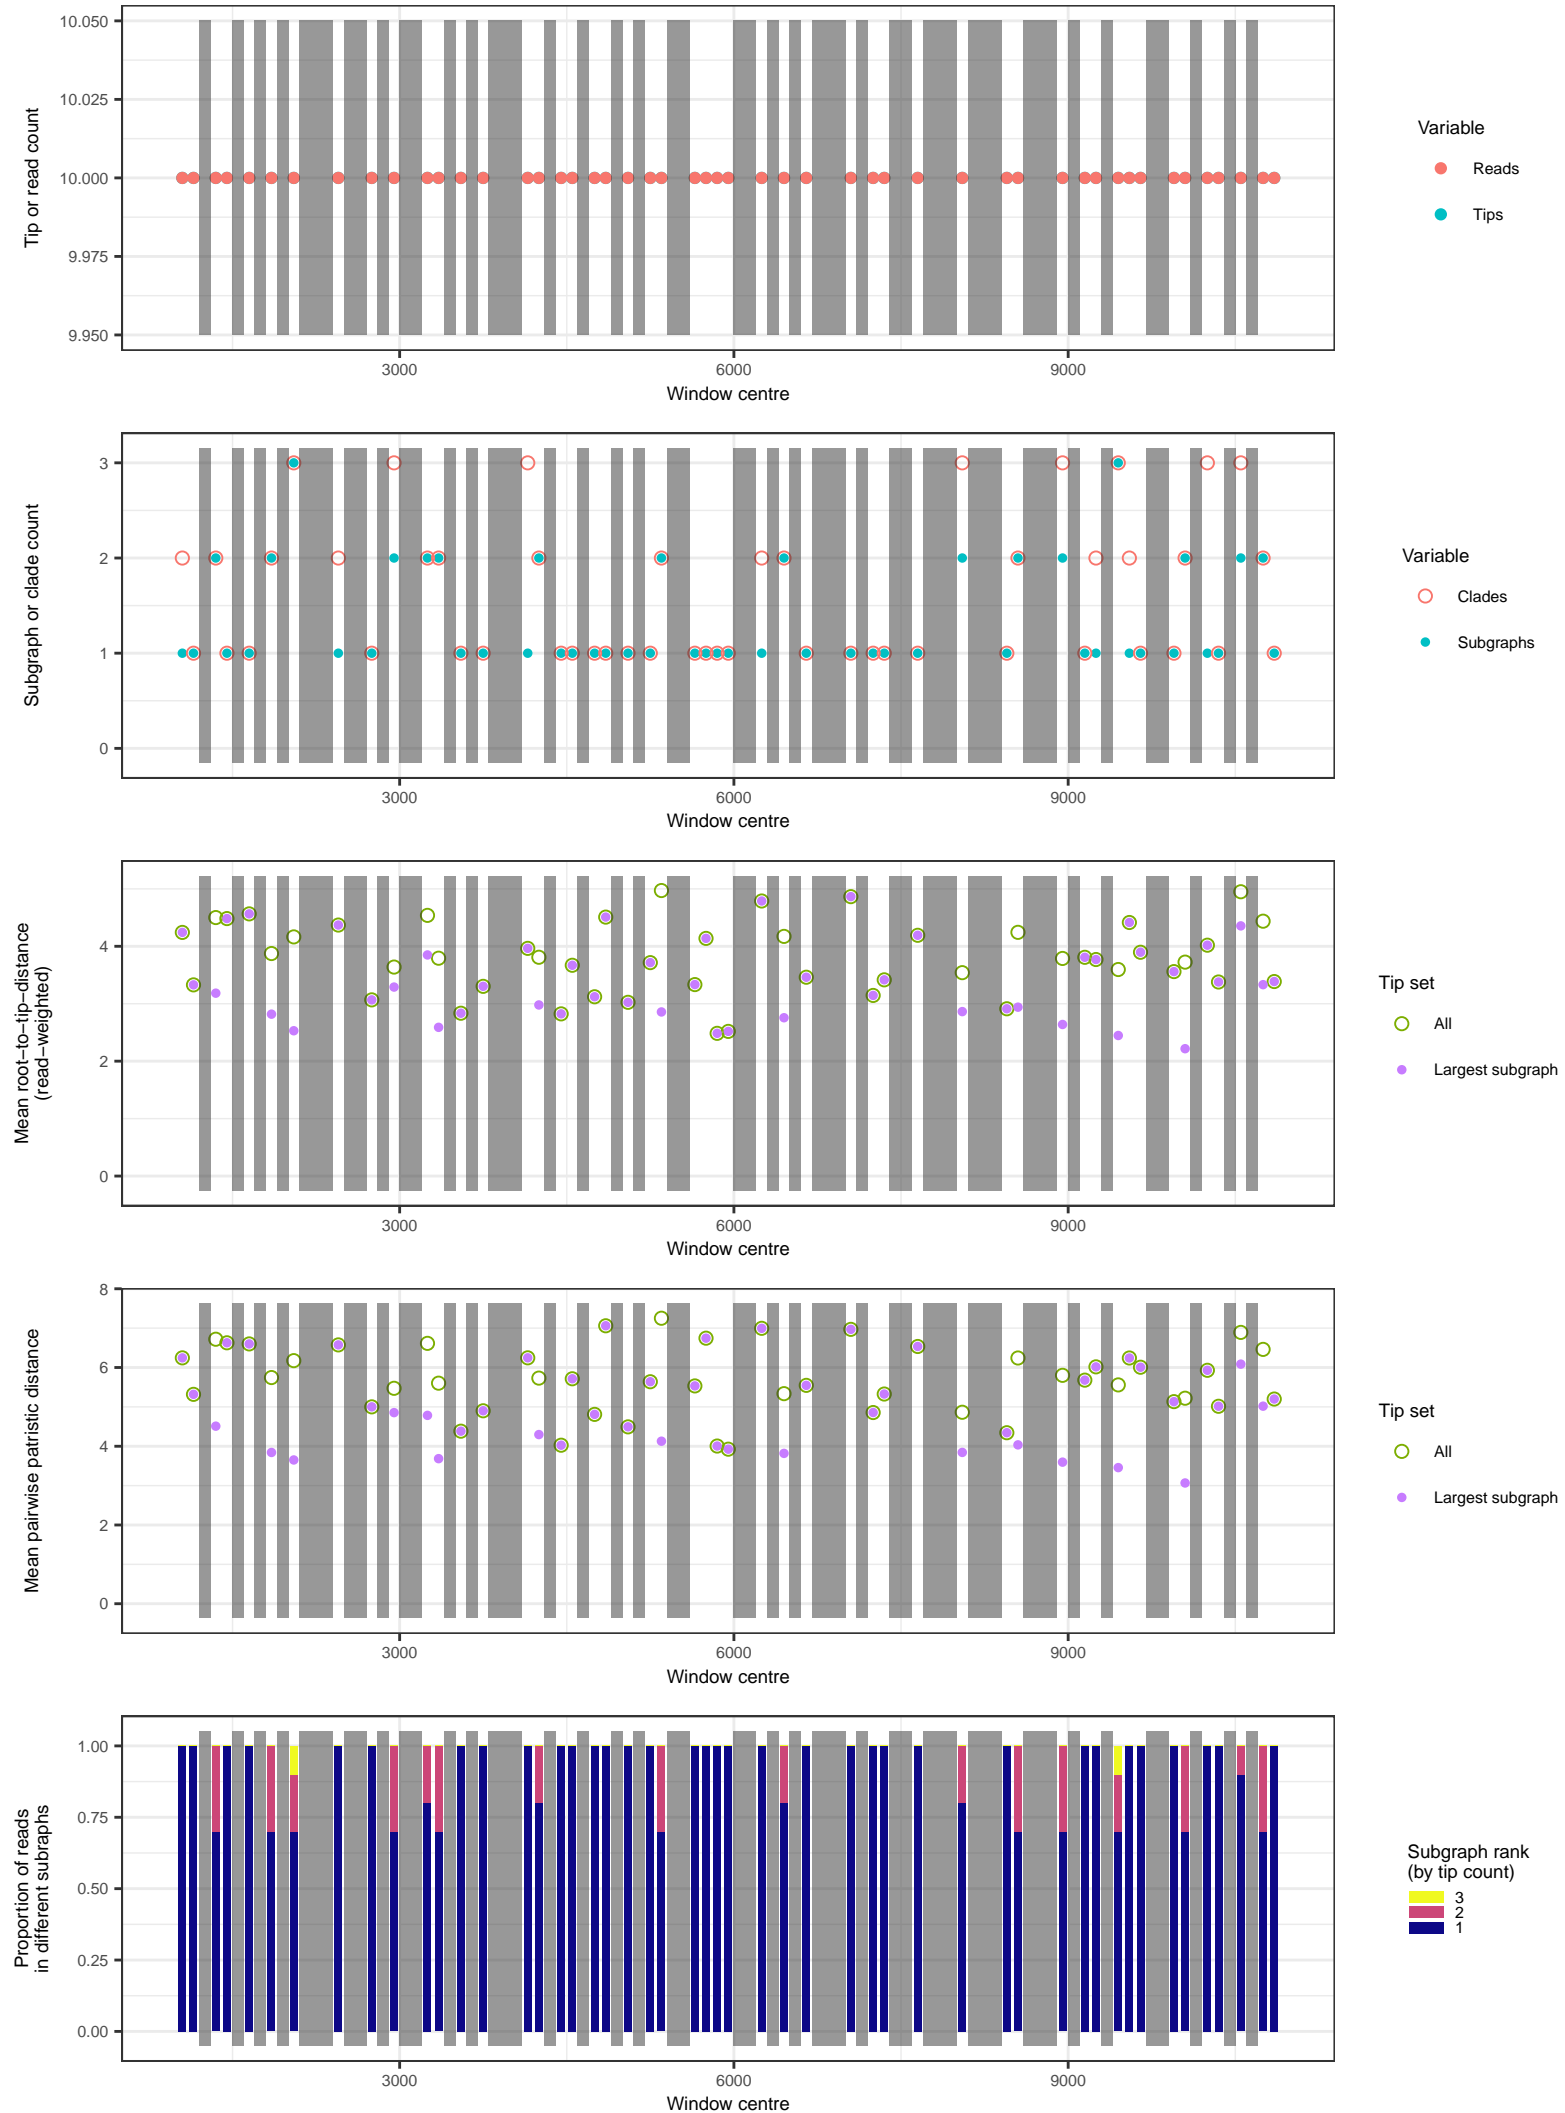 10.050
10.025
10.000
9.975
9.950
Tip or read count
3000
6000
9000
Window centre
Variable
Reads
Tips
3
2
1
0
Subgraph or clade count
3000
6000
9000
Window centre
Variable
Clades
Subgraphs
4
2
0
Mean root−to−tip−distance
(read−weighted)
3000
6000
9000
Window centre
Tip set
All
Largest subgraph
8
6
4
2
0
Mean pairwise patristic distance
3000
6000
9000
Window centre
Tip set
All
Largest subgraph
1.00
0.75
0.50
0.25
0.00
Proportion of reads
in different subraphs
3000
6000
9000
Window centre
Subgraph rank
(by tip count)
3
2
1